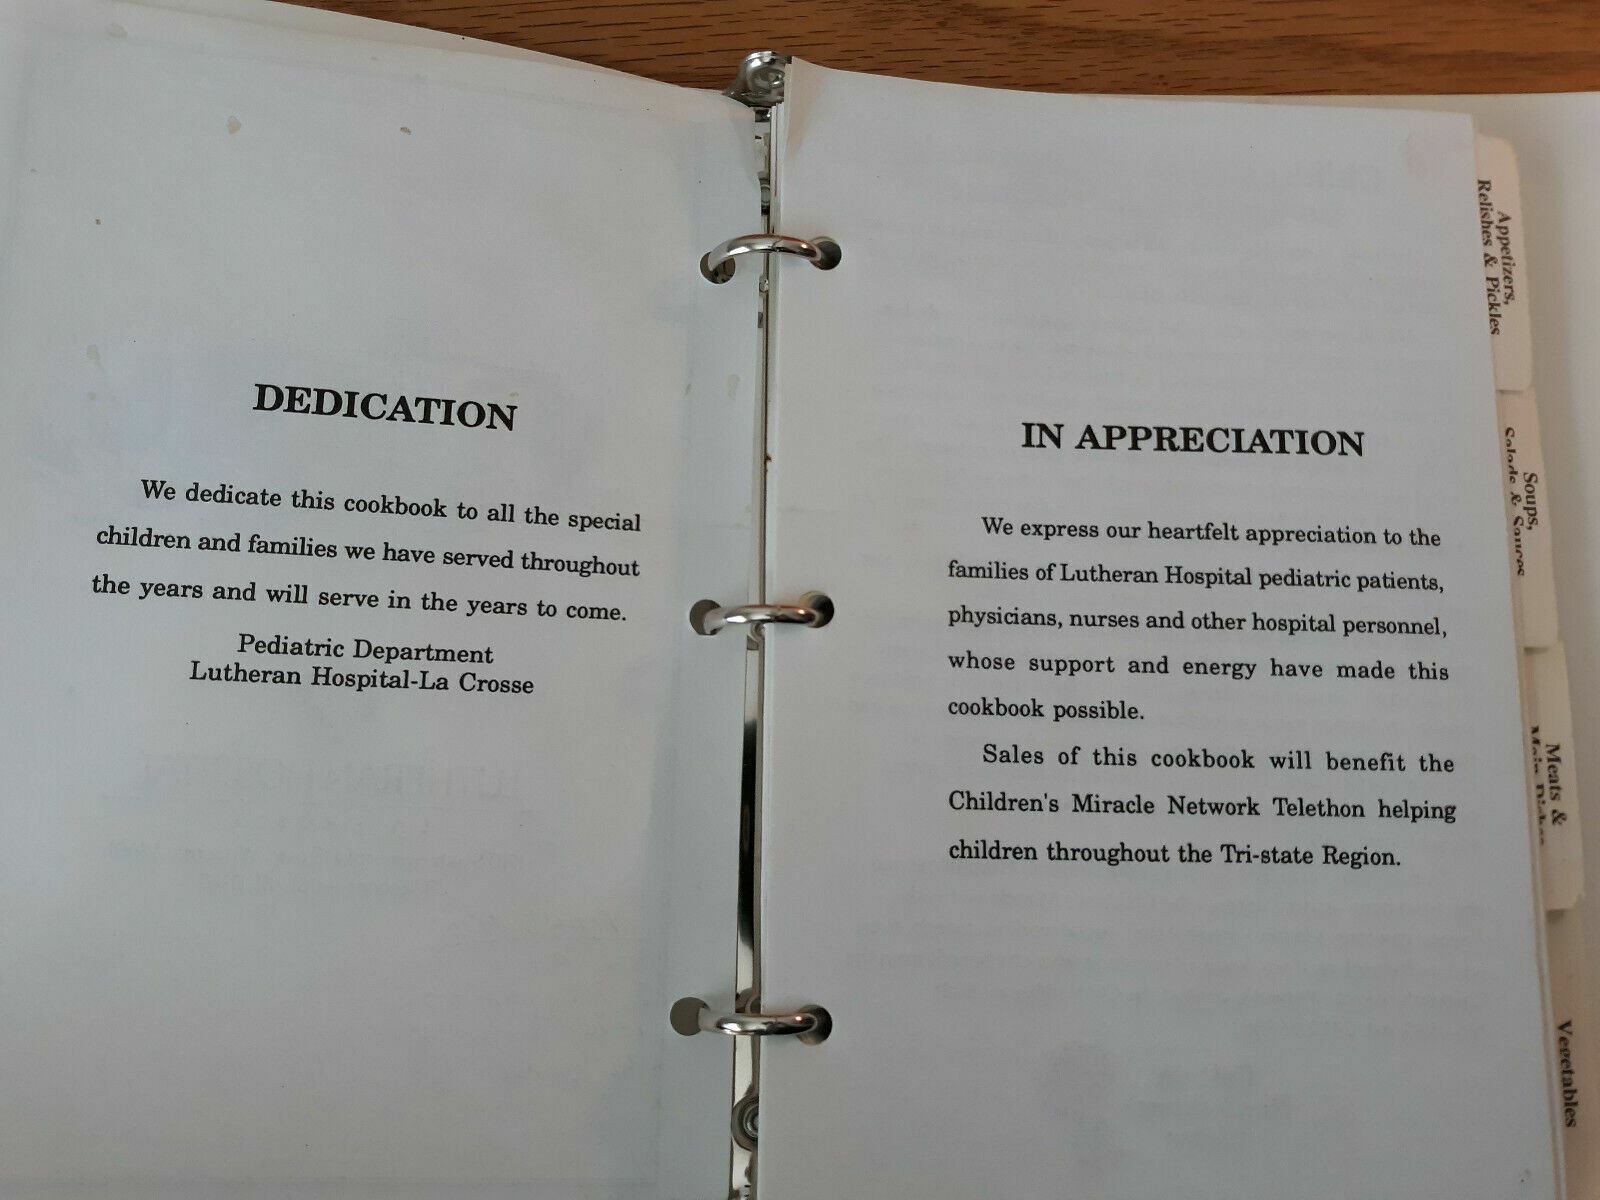 DEDICATION
We dedicate this cookbook to all the special
children and families we have served throughout
the years and will serve in the years to come.
Pediatric Department
Lutheran Hospital-La Crosse
IN APPRECIATION
We express our heartfelt appreciation to the
families of Lutheran Hospital pediatric patients,
physicians, nurses and other hospital personnel,
whose support and energy have made this
cookbook possible.
Sales of this cookbook will benefit the
Children's Miracle Network Telethon helping
children throughout the Tri-state Region.
Appetizers,
Relishes & Pickles
Soups,
Salads & Sauces
Meats &
Main Dishes
Vegetables